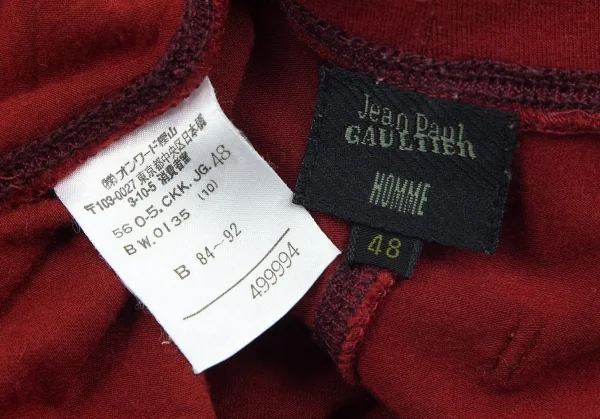 ㈱オンワード樫山
〒103-0027 東京都中央区日本橋
3-10-5 消費者室
56 O-5. CKK. JG. 48
B W. 0135 (10)
B 84~92
499994
Jean Paul
GAULTIER
HOMME
48